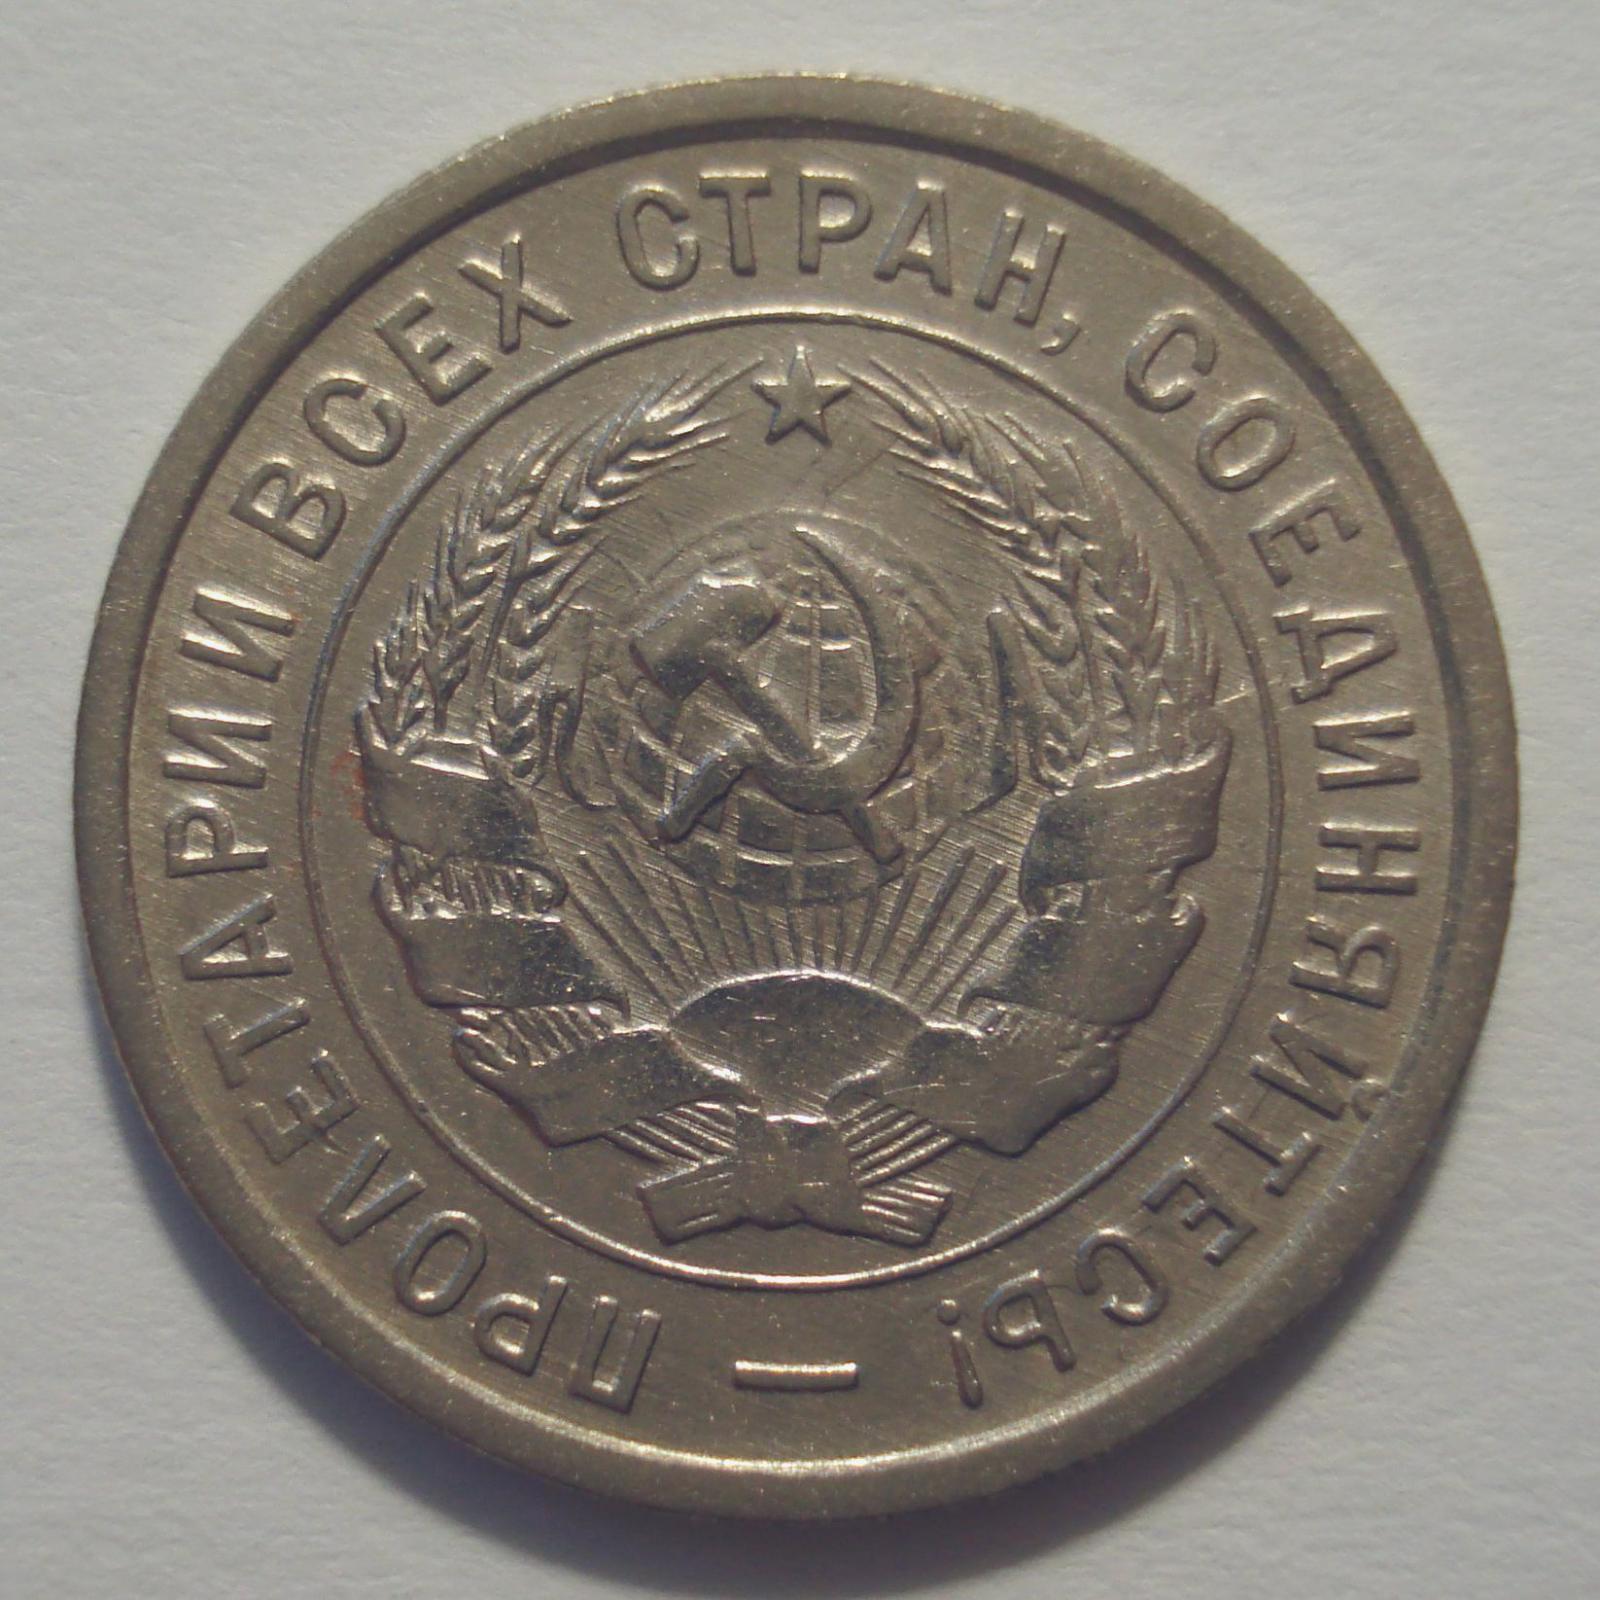 ПРОЛЕТАРИИ ВСЕХ СТРАН, СОЕДИНЯЙТЕСЬ! —